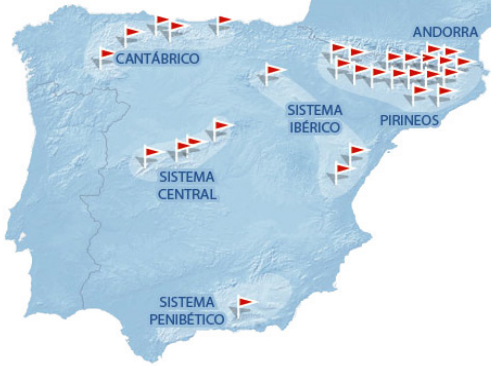 ANDORRA
CANTÁBRICO
SISTEMA
IBÉRICO
PIRINEOS
SISTEMA
CENTRAL
SISTEMA
PENIBÉTICO